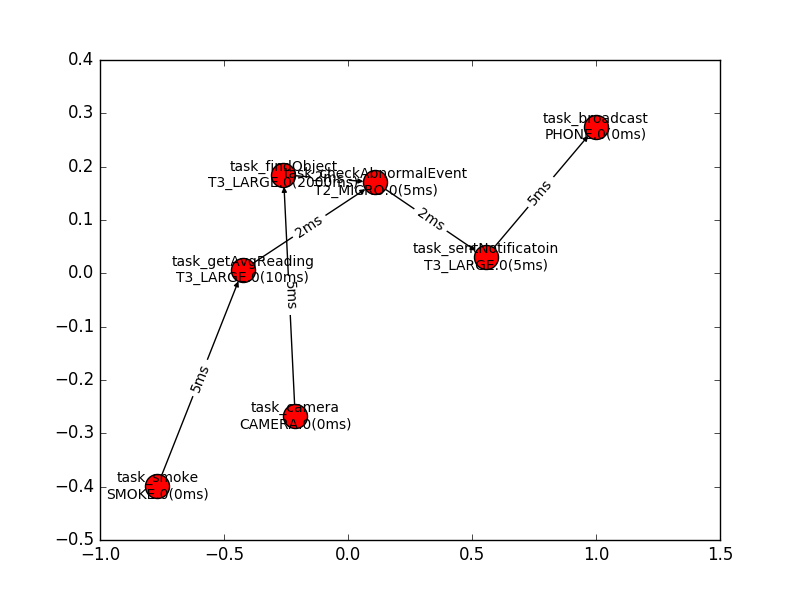 0.4
0.3
0.2
0.1
0.0
−0.1
−0.2
−0.3
−0.4
−0.5
−1.0
−0.5
0.0
0.5
1.0
1.5
task_broadcast
PHONE.0(0ms)
task_findObject
T3_LARGE.0(2000ms)
task_checkAbnormalEvent
T2_MICRO.0(5ms)
task_sentNotificatoin
T3_LARGE.0(5ms)
task_getAvgReading
T3_LARGE.0(10ms)
task_camera
CAMERA.0(0ms)
task_smoke
SMOKE.0(0ms)
5ms
2ms
2ms
5ms
5ms